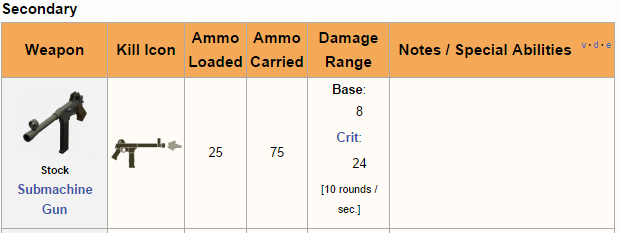 Secondary
Weapon
Kill Icon
Ammo
Loaded
Ammo
Carried
Damage
Range
Notes / Special Abilities
v • d • e
Stock
Submachine
Gun
25
75
Base:
8
Crit:
24
[10 rounds /
sec.]